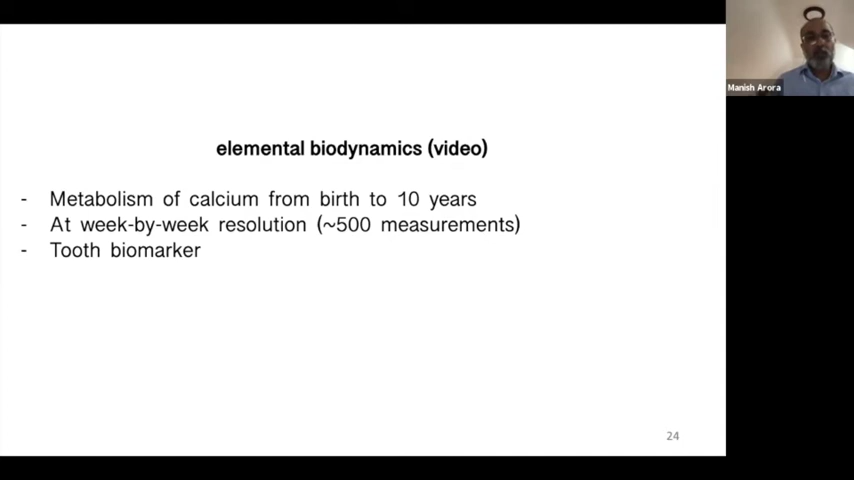 elemental biodynamics (video)
- Metabolism of calcium from birth to 10 years
- At week-by-week resolution (~500 measurements)
- Tooth biomarker
24
Manish Arora